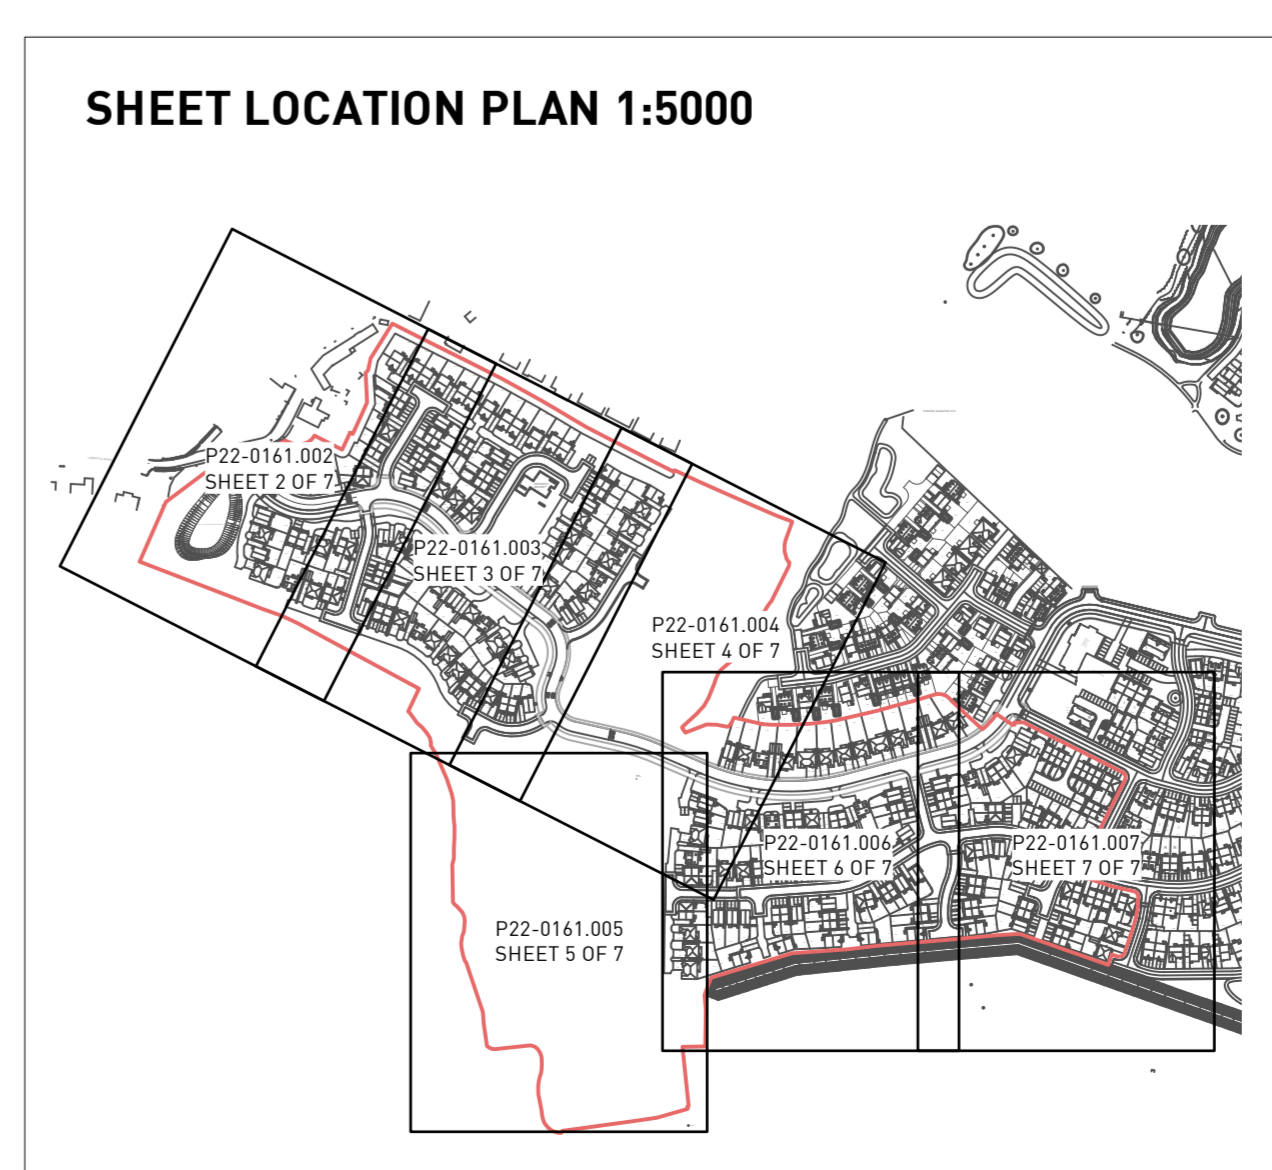 SHEET LOCATION PLAN 1:5000
P22-0161.002
SHEET 2 OF 7
P22-0161.003
SHEET 3 OF 7
P22-0161.004
SHEET 4 OF 7
P22-0161.006
SHEET 6 OF 7
P22-0161.007
SHEET 7 OF 7
P22-0161.005
SHEET 5 OF 7